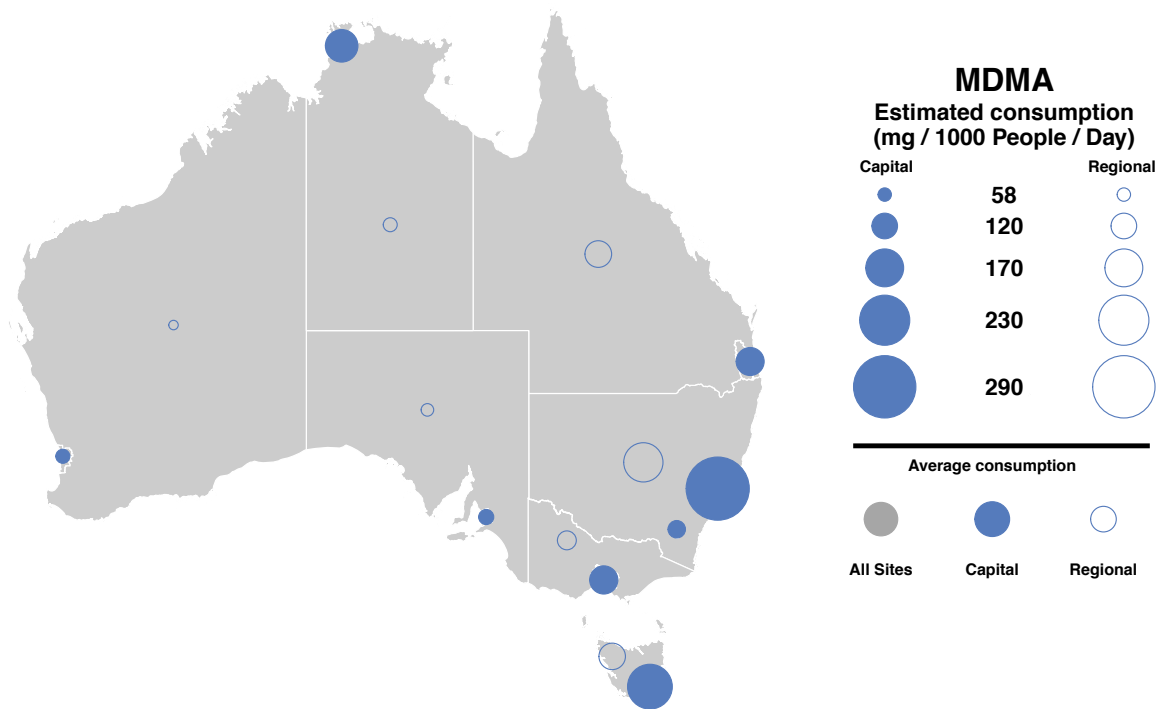 MDMA
Estimated consumption
(mg / 1000 People / Day)
Capital Regional
58
120
170
230
290
Average consumption
All Sites Capital Regional